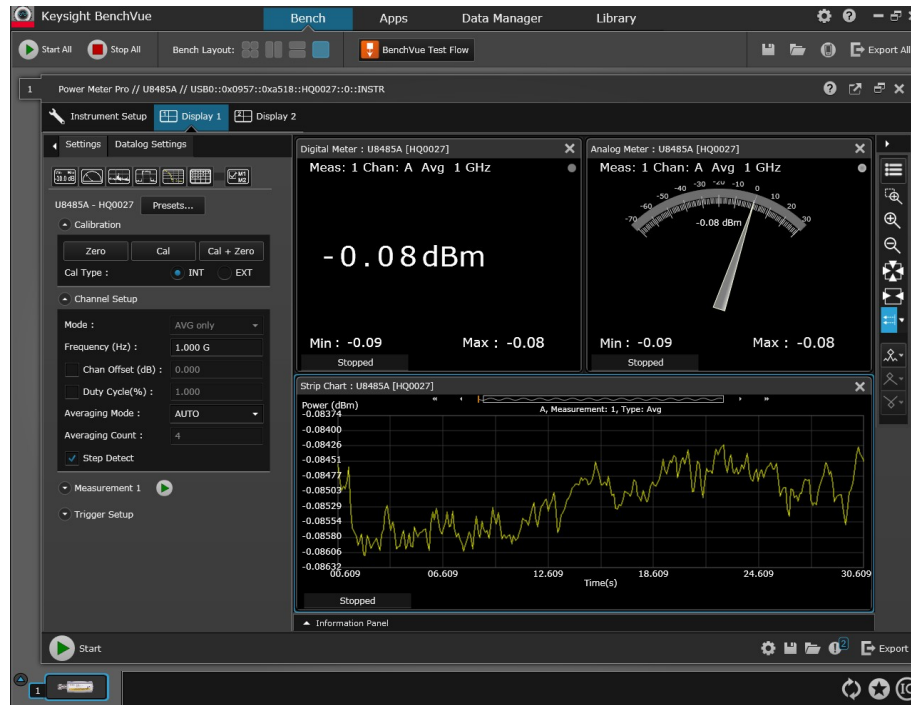 Keysight BenchVue
Bench Apps Data Manager Library
Start All Stop All Bench Layout: BenchVue Test Flow Export All
1 Power Meter Pro // U8485A // USB0::0x0957::0xa518::HQ0027::0::INSTR
Instrument Setup Display 1 Display 2
Settings Datalog Settings
U8485A - HQ0027 Presets...
Calibration
Zero Cal Cal + Zero
Cal Type : INT EXT
Channel Setup
Mode : AVG only
Frequency (Hz) : 1.000 G
Chan Offset (dB) : 0.000
Duty Cycle(%) : 1.000
Averaging Mode : AUTO
Averaging Count : 4
Step Detect
Measurement 1
Trigger Setup
Digital Meter : U8485A [HQ0027]
Meas: 1 Chan: A Avg 1 GHz
-0.08 dBm
Min : -0.09 Max : -0.08
Stopped
Analog Meter : U8485A [HQ0027]
Meas: 1 Chan: A Avg 1 GHz
-70 -60 -50 -40 -30 -20 -10 0 10 20 30
-0.08 dBm
Min : -0.09 Max : -0.08
Stopped
Strip Chart : U8485A [HQ0027]
Power (dBm)
A, Measurement: 1, Type: Avg
-0.08374
-0.08400
-0.08426
-0.08451
-0.08477
-0.08503
-0.08529
-0.08554
-0.08580
-0.08606
-0.08632
00.609 06.609 12.609 18.609 24.609 30.609
Time(s)
Stopped
Information Panel
Start 2 Export
1